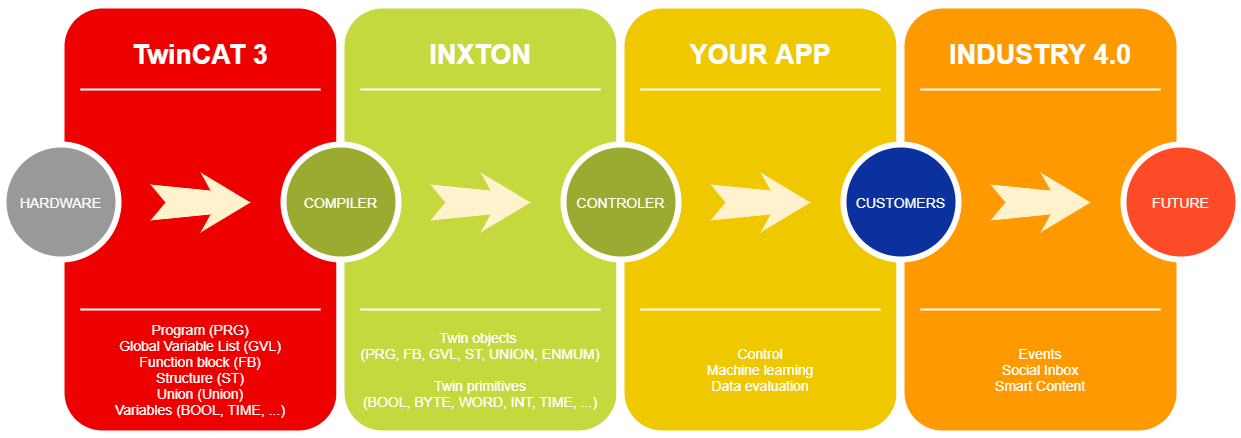 TwinCAT 3
INXTON
YOUR APP
INDUSTRY 4.0
HARDWARE
COMPILER
CONTROLER
CUSTOMERS
FUTURE
Program (PRG)
Global Variable List (GVL)
Function block (FB)
Structure (ST)
Union (Union)
Variables (BOOL, TIME, ...)
Twin objects
(PRG, FB, GVL, ST, UNION, ENMUM)
Twin primitives
(BOOL, BYTE, WORD, INT, TIME, ...)
Control
Machine learning
Data evaluation
Events
Social Inbox
Smart Content